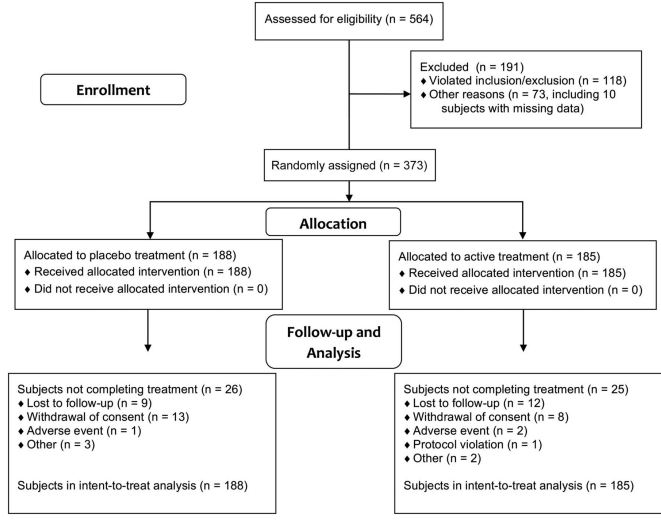 Assessed for eligibility (n = 564)
Excluded (n = 191)
♦ Violated inclusion/exclusion (n = 118)
♦ Other reasons (n = 73, including 10
subjects with missing data)
Enrollment
Randomly assigned (n = 373)
Allocation
Allocated to placebo treatment (n = 188)
♦ Received allocated intervention (n = 188)
♦ Did not receive allocated intervention (n = 0)
Allocated to active treatment (n = 185)
♦ Received allocated intervention (n = 185)
♦ Did not receive allocated intervention (n = 0)
Follow-up and
Analysis
Subjects not completing treatment (n = 26)
♦ Lost to follow-up (n = 9)
♦ Withdrawal of consent (n = 13)
♦ Adverse event (n = 1)
♦ Other (n = 3)
Subjects in intent-to-treat analysis (n = 188)
Subjects not completing treatment (n = 25)
♦ Lost to follow-up (n = 12)
♦ Withdrawal of consent (n = 8)
♦ Adverse event (n = 2)
♦ Protocol violation (n = 1)
♦ Other (n = 2)
Subjects in intent-to-treat analysis (n = 185)